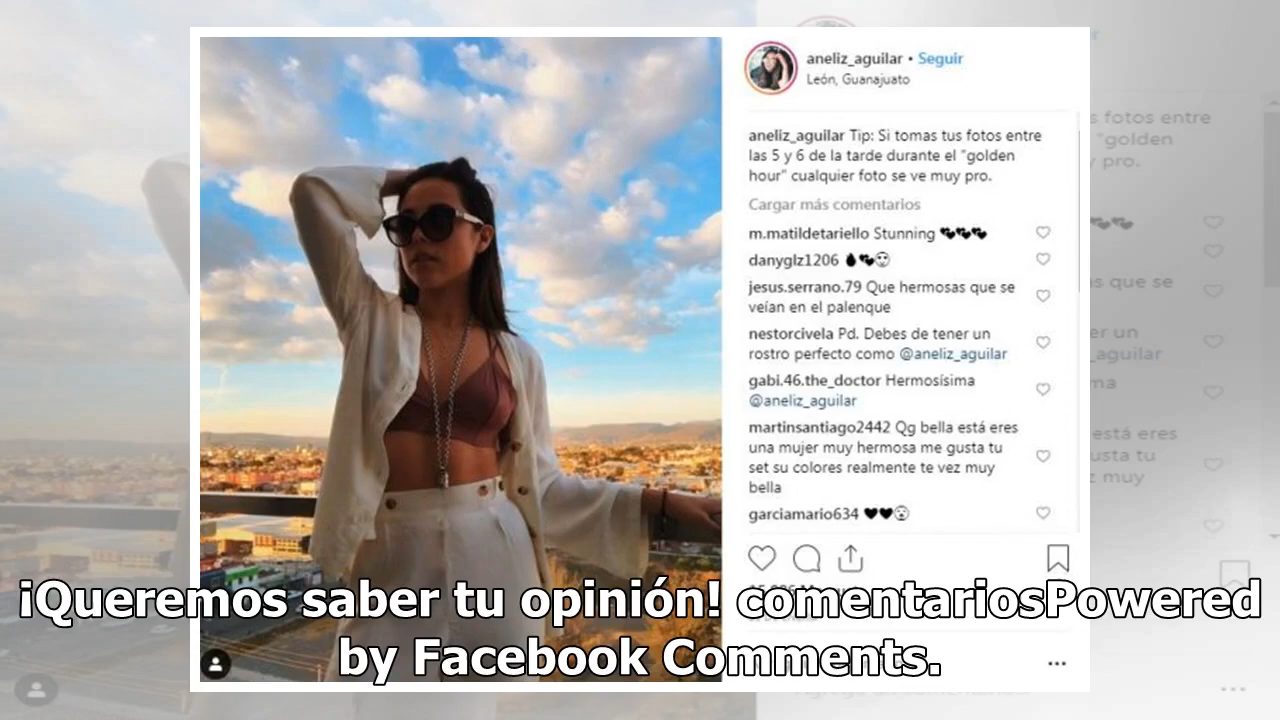 aneliz_aguilar • Seguir
León, Guanajuato
aneliz_aguilar Tip: Si tomas tus fotos entre
las 5 y 6 de la tarde durante el "golden
hour" cualquier foto se ve muy pro.
Cargar más comentarios
m.matildetariello Stunning
danyglz1206
jesus.serrano.79 Que hermosas que se
veían en el palenque
nestorcivela Pd. Debes de tener un
rostro perfecto como @aneliz_aguilar
gabi.46.the_doctor Hermosísima
@aneliz_aguilar
martinsantiago2442 Qg bella está eres
una mujer muy hermosa me gusta tu
set su colores realmente te vez muy
bella
garciamario634
¡Queremos saber tu opinión! comentariosPowered
by Facebook Comments.